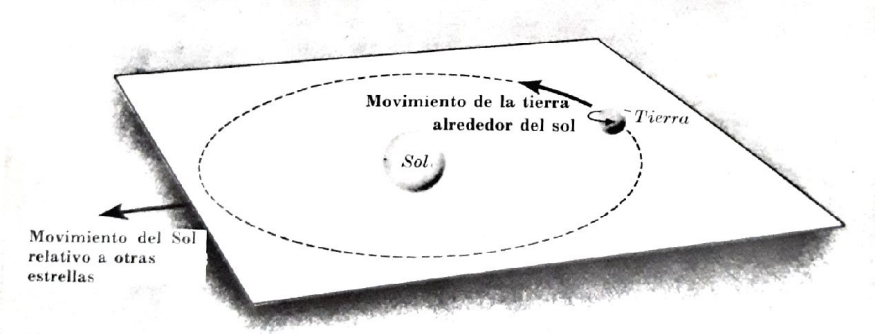 Movimiento de la tierra
alrededor del sol
Tierra
Sol
Movimiento del Sol
relativo a otras
estrellas